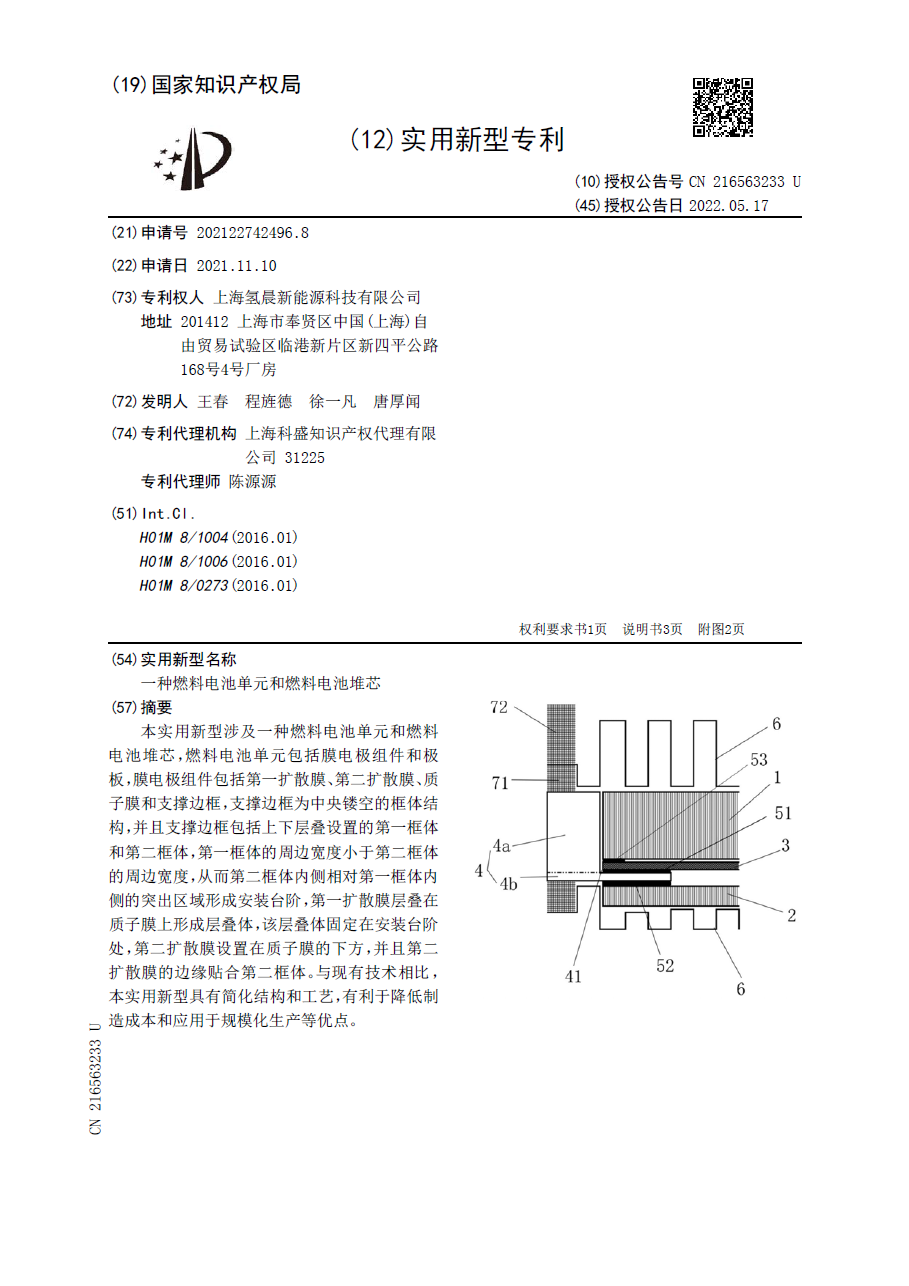 (19)国家知识产权局
(12)实用新型专利
(10)授权公告号 CN 216563233 U
(45)授权公告日 2022.05.17
(21)申请号 202122742496.8
(22)申请日 2021.11.10
(73)专利权人 上海氢晨新能源科技有限公司
地址 201412 上海市奉贤区中国(上海)自
由贸易试验区临港新片区新四平公路
168号4号厂房
(72)发明人 王春 程旌德 徐一凡 唐厚闻
(74)专利代理机构 上海科盛知识产权代理有限
公司 31225
专利代理师 陈源源
(51)Int.Cl.
H01M 8/1004(2016.01)
H01M 8/1006(2016.01)
H01M 8/0273(2016.01)
权利要求书1页 说明书3页 附图2页
(54)实用新型名称
一种燃料电池单元和燃料电池堆芯
(57)摘要
本实用新型涉及一种燃料电池单元和燃料
电池堆芯,燃料电池单元包括膜电极组件和极
板,膜电极组件包括第一扩散膜、第二扩散膜、质
子膜和支撑边框,支撑边框为中央镂空的框体结
构,并且支撑边框包括上下层叠设置的第一框体
和第二框体,第一框体的周边宽度小于第二框体
的周边宽度,从而第二框体内侧相对第一框体内
侧的突出区域形成安装台阶,第一扩散膜层叠在
质子膜上形成层叠体,该层叠体固定在安装台阶
处,第二扩散膜设置在质子膜的下方,并且第二
扩散膜的边缘贴合第二框体。与现有技术相比,
本实用新型具有简化结构和工艺,有利于降低制
造成本和应用于规模化生产等优点。
72
6
53
71
1
51
4a
3
4
4b
2
52
41
6
CN 216563233 U